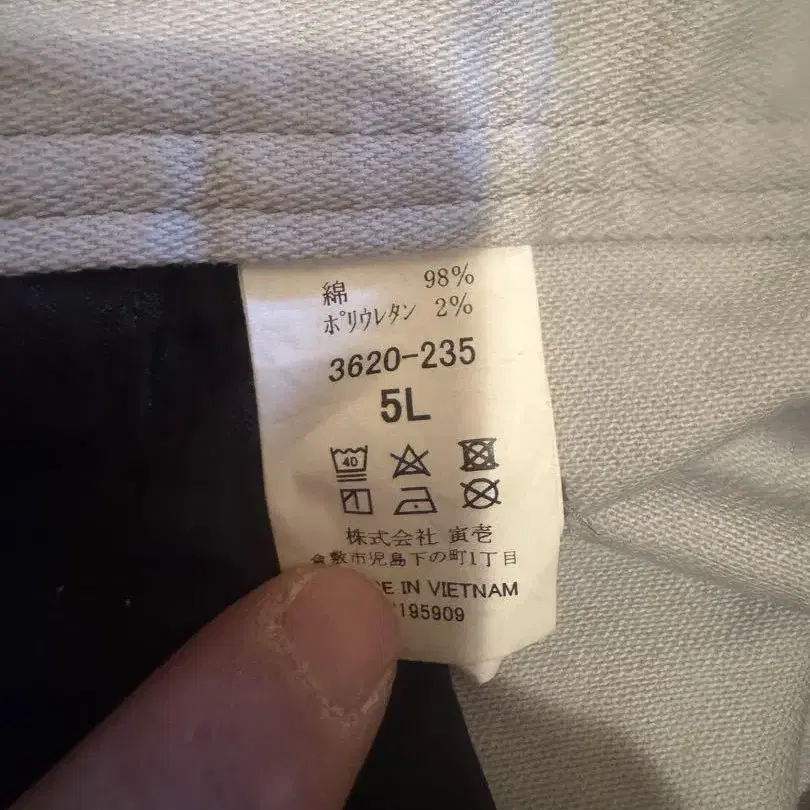 綿 98%
ポリウレタン 2%
3620-235
5L
40
株式会社 寅壱
倉敷市児島下の町1丁目
IN VIETNAM
195909